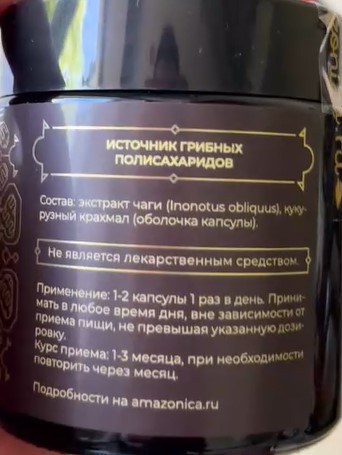 ИСТОЧНИК ГРИБНЫХ
ПОЛИСАХАРИДОВ
Состав: экстракт чаги (Inonotus obliquus), куку-
рузный крахмал (оболочка капсулы).
Не является лекарственным средством.
Применение: 1-2 капсулы 1 раз в день. Прини-
мать в любое время дня, вне зависимости от
приема пищи, не превышая указанную дози-
ровку.
Курс приема: 1-3 месяца, при необходимости
повторить через месяц.
Подробности на amazonica.ru